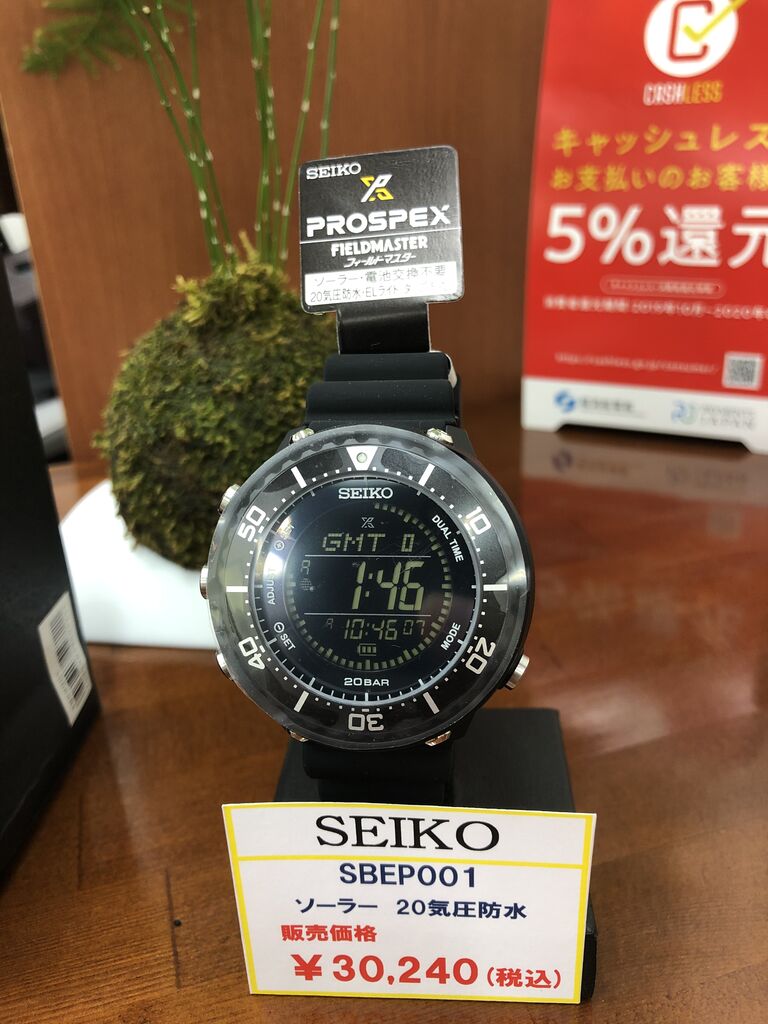 CASHLESS
キャッシュレス
お支払いのお客様
5%還元
SEIKO
PROSPEX
FIELDMASTER
フィールドマスター
ソーラー・電池交換不要
20気圧防水・ELライト
SEIKO
50
10
20
30
40
DUAL TIME
ADJUST
MODE
SET
GMT 0
A 1:46
A 10:46 07
20BAR
SEIKO
SBEP001
ソーラー 20気圧防水
販売価格
¥30,240(税込)